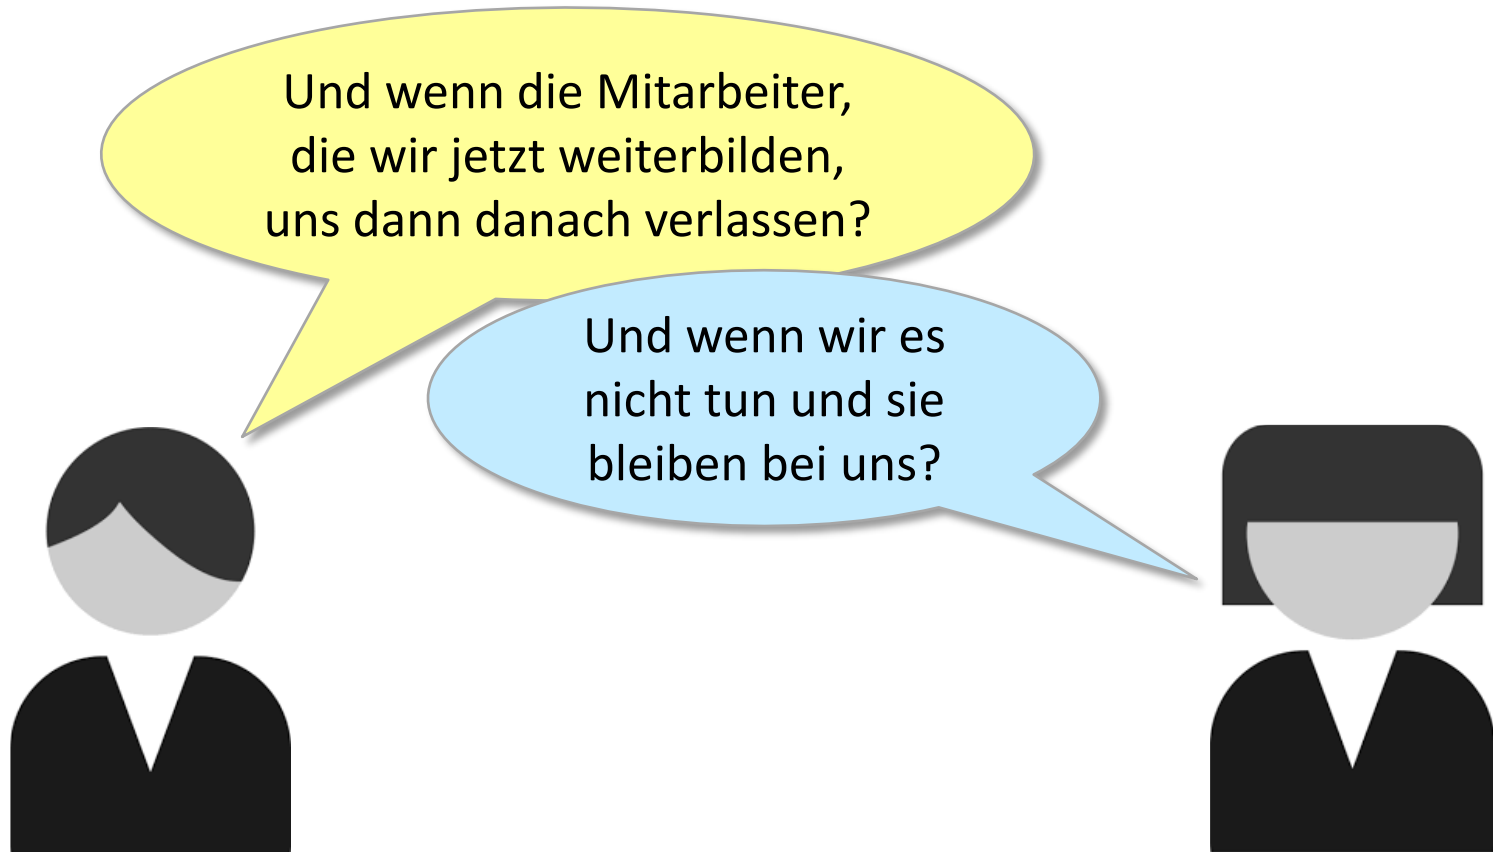 Und wenn die Mitarbeiter,
die wir jetzt weiterbilden,
uns dann danach verlassen?
Und wenn wir es
nicht tun und sie
bleiben bei uns?